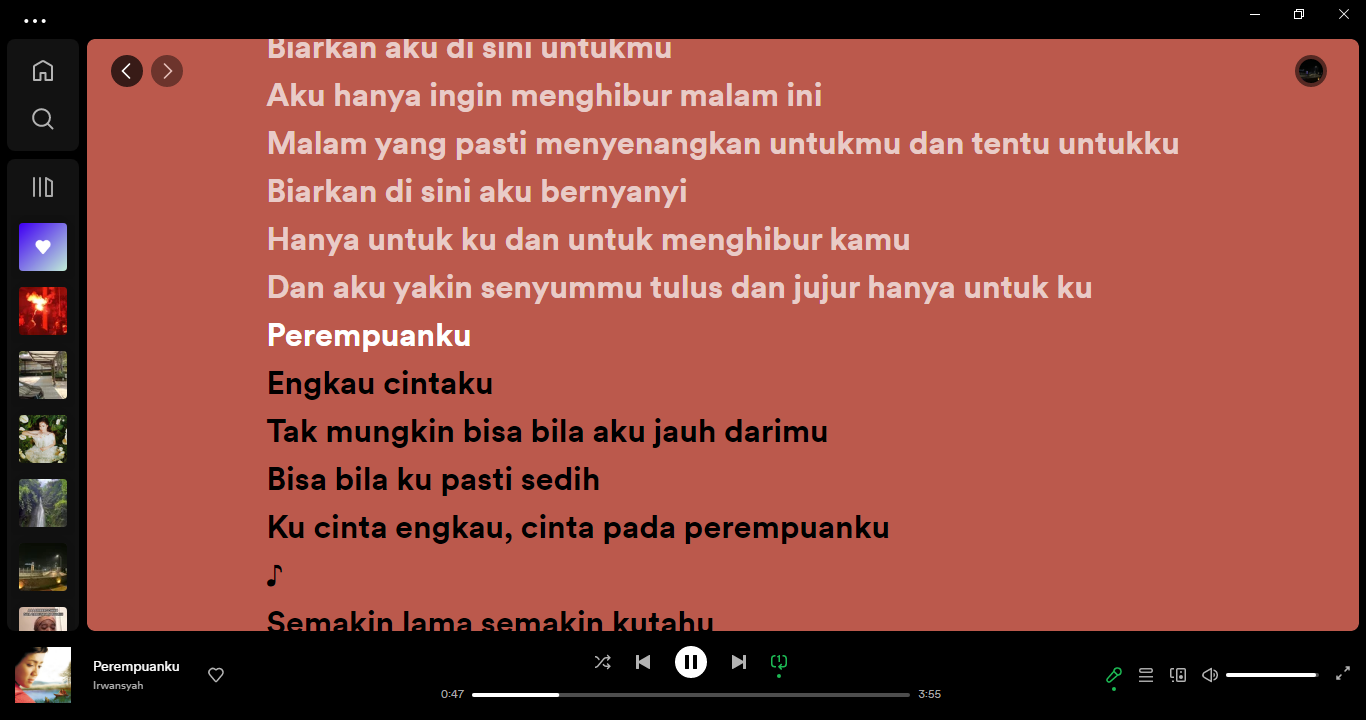 Biarkan aku di sini untukmu
Aku hanya ingin menghibur malam ini
Malam yang pasti menyenangkan untukmu dan tentu untukku
Biarkan di sini aku bernyanyi
Hanya untuk ku dan untuk menghibur kamu
Dan aku yakin senyummu tulus dan jujur hanya untuk ku
Perempuanku
Engkau cintaku
Tak mungkin bisa bila aku jauh darimu
Bisa bila ku pasti sedih
Ku cinta engkau, cinta pada perempuanku
♪
Semakin lama semakin kutahu
Perempuanku
Irwansyah
0:47
3:55